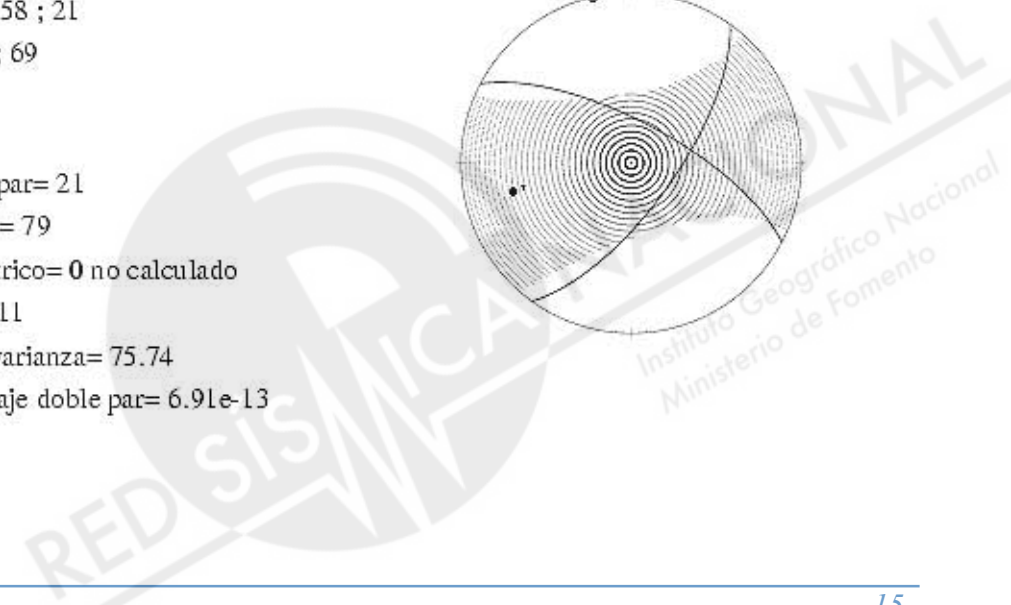 58 ; 21
; 69
par= 21
= 79
rico= 0 no calculado
11
varianza= 75.74
aje doble par= 6.91e-13
T
RED SÍSMICA NACIONAL
Instituto Geográfico Nacional
Ministerio de Fomento
15